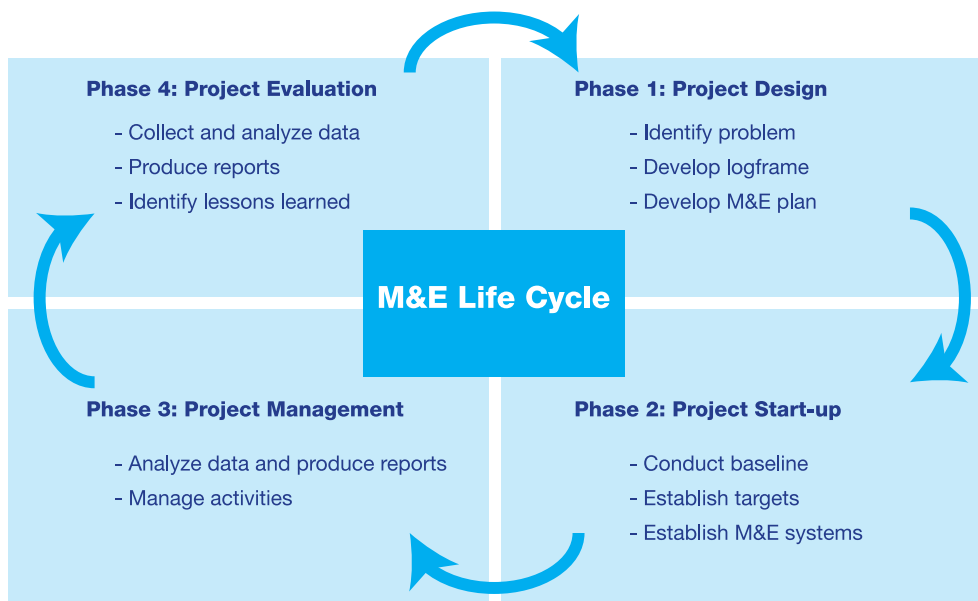 Phase 4: Project Evaluation
- Collect and analyze data
- Produce reports
- Identify lessons learned
Phase 1: Project Design
- Identify problem
- Develop logframe
- Develop M&E plan
M&E Life Cycle
Phase 3: Project Management
- Analyze data and produce reports
- Manage activities
Phase 2: Project Start-up
- Conduct baseline
- Establish targets
- Establish M&E systems